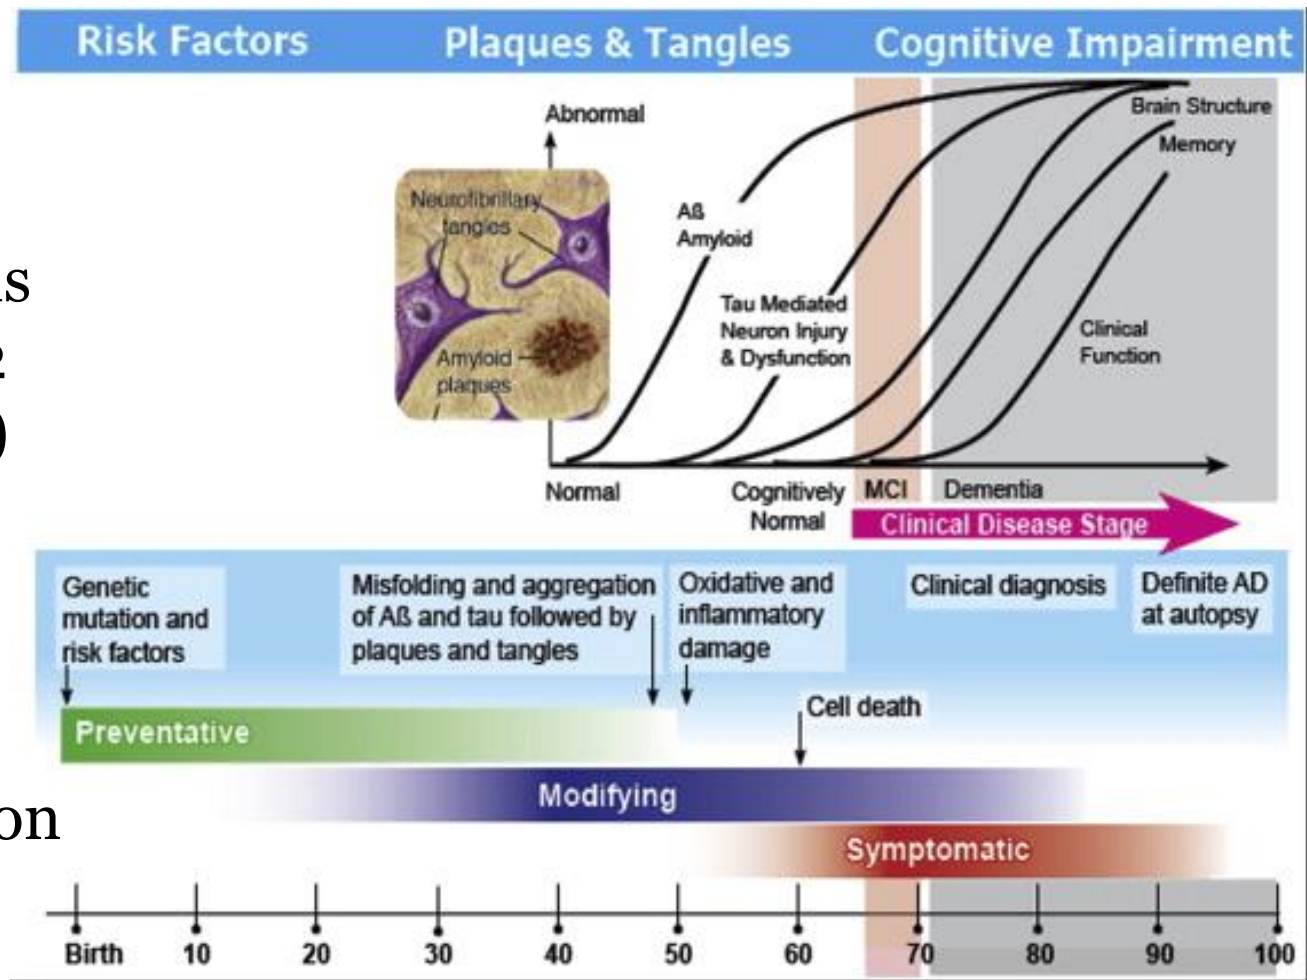 Risk Factors
Plaques & Tangles
Cognitive Impairment
Abnormal
Brain Structure
Memory
Neurofibrillary
tangles
Aß
Amyloid
Tau Mediated
Neuron Injury
& Dysfunction
Clinical
Function
Amyloid
plaques
Normal
Cognitively
Normal
MCI
Dementia
Clinical Disease Stage
Genetic
mutation and
risk factors
Misfolding and aggregation
of Aß and tau followed by
plaques and tangles
Oxidative and
inflammatory
damage
Clinical diagnosis
Definite AD
at autopsy
Cell death
Preventative
Modifying
on
Symptomatic
Birth 10 20 30 40 50 60 70 80 90 100